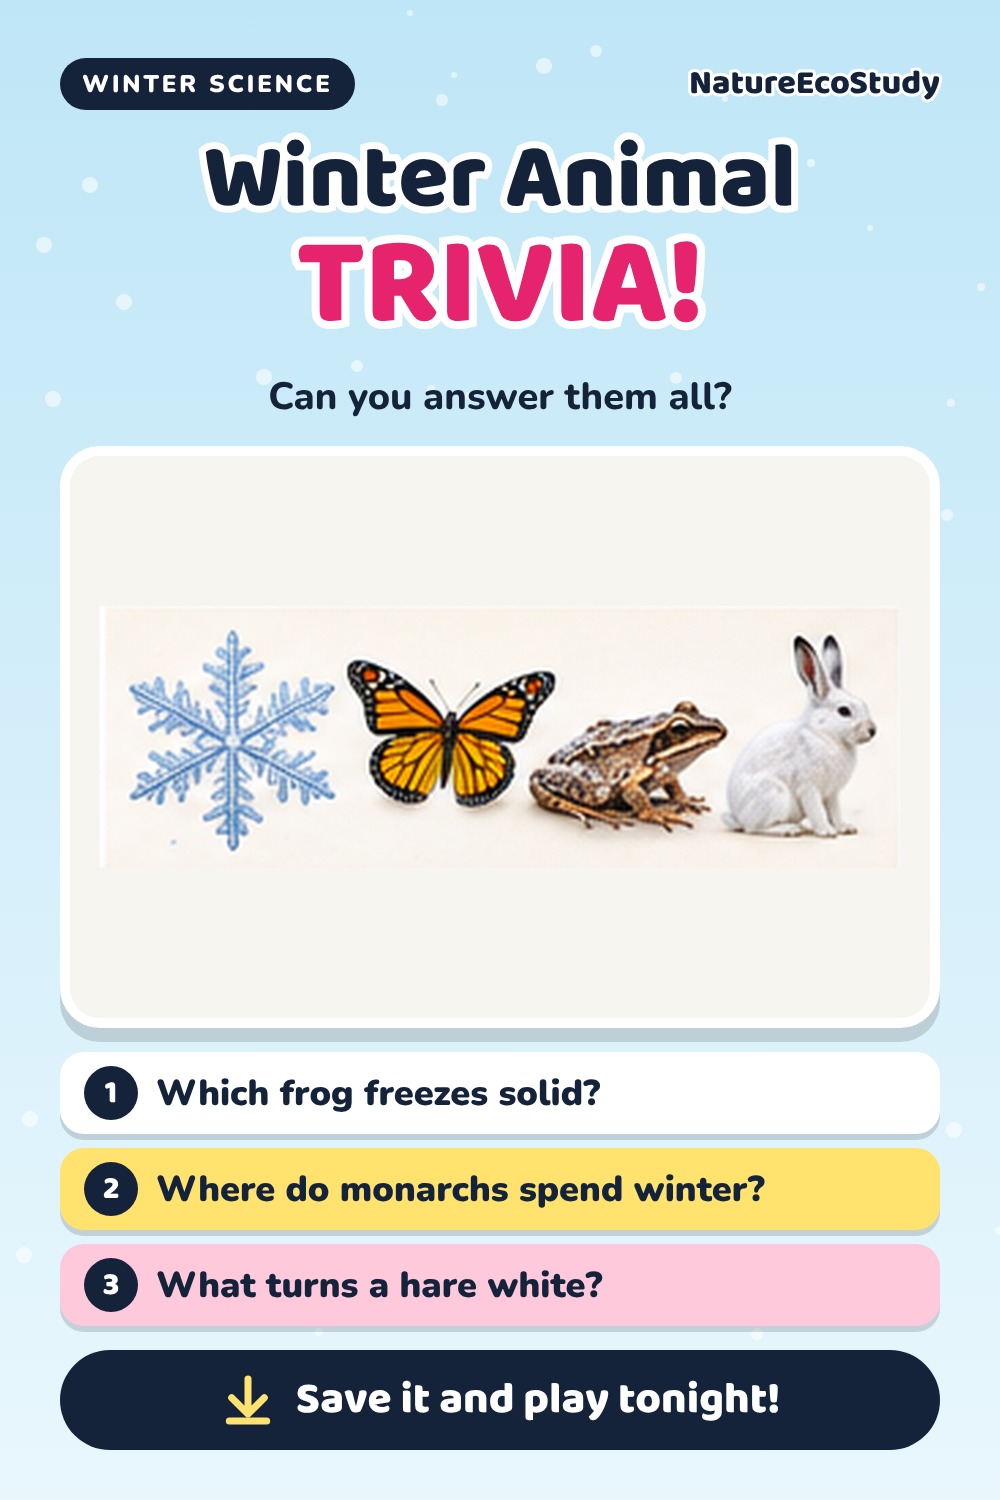 WINTER SCIENCE
NatureEcoStudy
Winter Animal
TRIVIA!
Can you answer them all?
1 Which frog freezes solid?
2 Where do monarchs spend winter?
3 What turns a hare white?
Save it and play tonight!